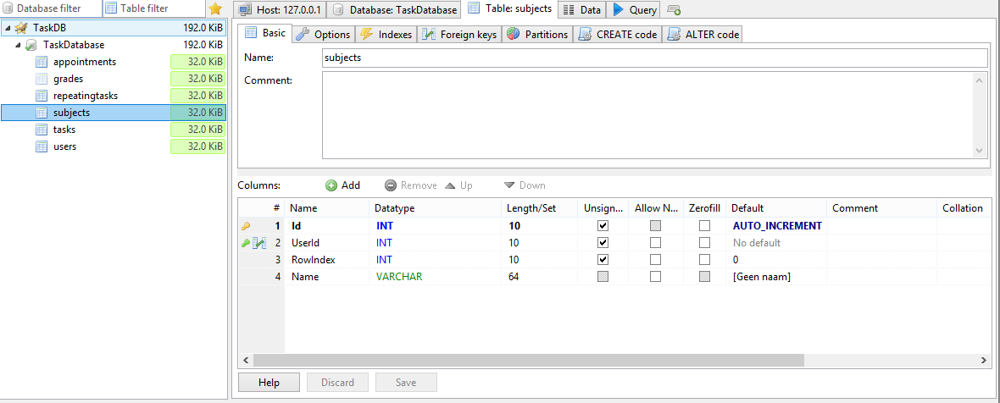 Database filter
Table filter
TaskDB 192.0 KiB
TaskDatabase 192.0 KiB
appointments 32.0 KiB
grades 32.0 KiB
repeatingtasks 32.0 KiB
subjects 32.0 KiB
tasks 32.0 KiB
users 32.0 KiB
Host: 127.0.0.1 Database: TaskDatabase Table: subjects Data Query
Basic Options Indexes Foreign keys Partitions CREATE code ALTER code
Name: subjects
Comment:
Columns: Add Remove Up Down
# Name Datatype Length/Set Unsign... Allow N... Zerofill Default Comment Collation
1 Id INT 10 AUTO_INCREMENT
2 UserId INT 10 No default
3 RowIndex INT 10 0
4 Name VARCHAR 64 [Geen naam]
Help Discard Save